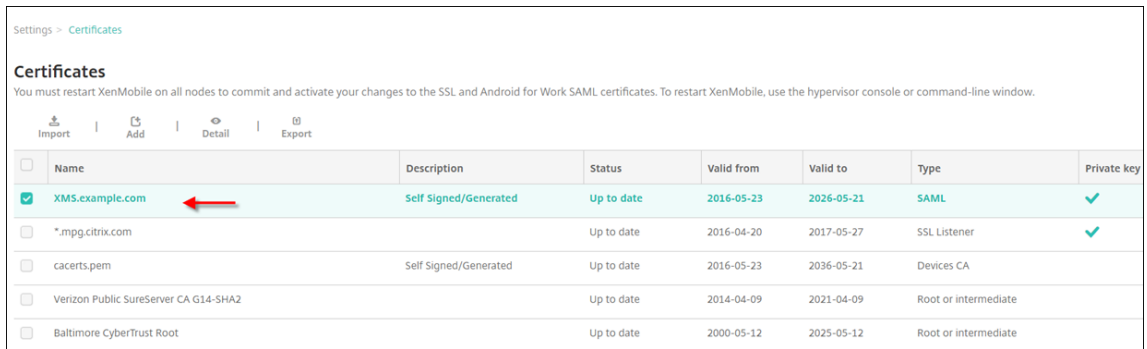 Settings > Certificates
Certificates
You must restart XenMobile on all nodes to commit and activate your changes to the SSL and Android for Work SAML certificates. To restart XenMobile, use the hypervisor console or command-line window.
Import | Add | Detail | Export
Name Description Status Valid from Valid to Type Private key
XMS.example.com Self Signed/Generated Up to date 2016-05-23 2026-05-21 SAML
*.mpg.citrix.com Up to date 2016-04-20 2017-05-27 SSL Listener
cacerts.pem Self Signed/Generated Up to date 2016-05-23 2036-05-21 Devices CA
Verizon Public SureServer CA G14-SHA2 Up to date 2014-04-09 2021-04-09 Root or intermediate
Baltimore CyberTrust Root Up to date 2000-05-12 2025-05-12 Root or intermediate